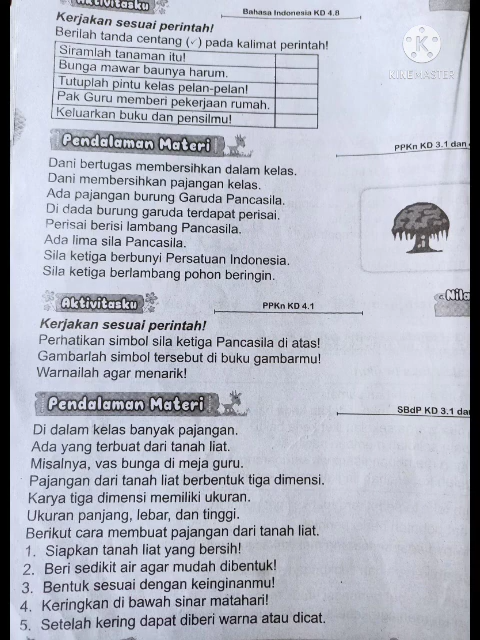 Aktivitasku
Bahasa Indonesia KD 4.8
Kerjakan sesuai perintah!
Berilah tanda centang (✓) pada kalimat perintah!
Siramlah tanaman itu!
Bunga mawar baunya harum.
Tutuplah pintu kelas pelan-pelan!
Pak Guru memberi pekerjaan rumah.
Keluarkan buku dan pensilmu!
KINEMASTER
Pendalaman Materi
PPKn KD 3.1 dan
Dani bertugas membersihkan dalam kelas.
Dani membersihkan pajangan kelas.
Ada pajangan burung Garuda Pancasila.
Di dada burung garuda terdapat perisai.
Perisai berisi lambang Pancasila.
Ada lima sila Pancasila.
Sila ketiga berbunyi Persatuan Indonesia.
Sila ketiga berlambang pohon beringin.
Aktivitasku
PPKn KD 4.1
Nila
Kerjakan sesuai perintah!
Perhatikan simbol sila ketiga Pancasila di atas!
Gambarlah simbol tersebut di buku gambarmu!
Warnailah agar menarik!
Pendalaman Materi
SBdP KD 3.1 dan
Di dalam kelas banyak pajangan.
Ada yang terbuat dari tanah liat.
Misalnya, vas bunga di meja guru.
Pajangan dari tanah liat berbentuk tiga dimensi.
Karya tiga dimensi memiliki ukuran.
Ukuran panjang, lebar, dan tinggi.
Berikut cara membuat pajangan dari tanah liat.
1. Siapkan tanah liat yang bersih!
2. Beri sedikit air agar mudah dibentuk!
3. Bentuk sesuai dengan keinginanmu!
4. Keringkan di bawah sinar matahari!
5. Setelah kering dapat diberi warna atau dicat.